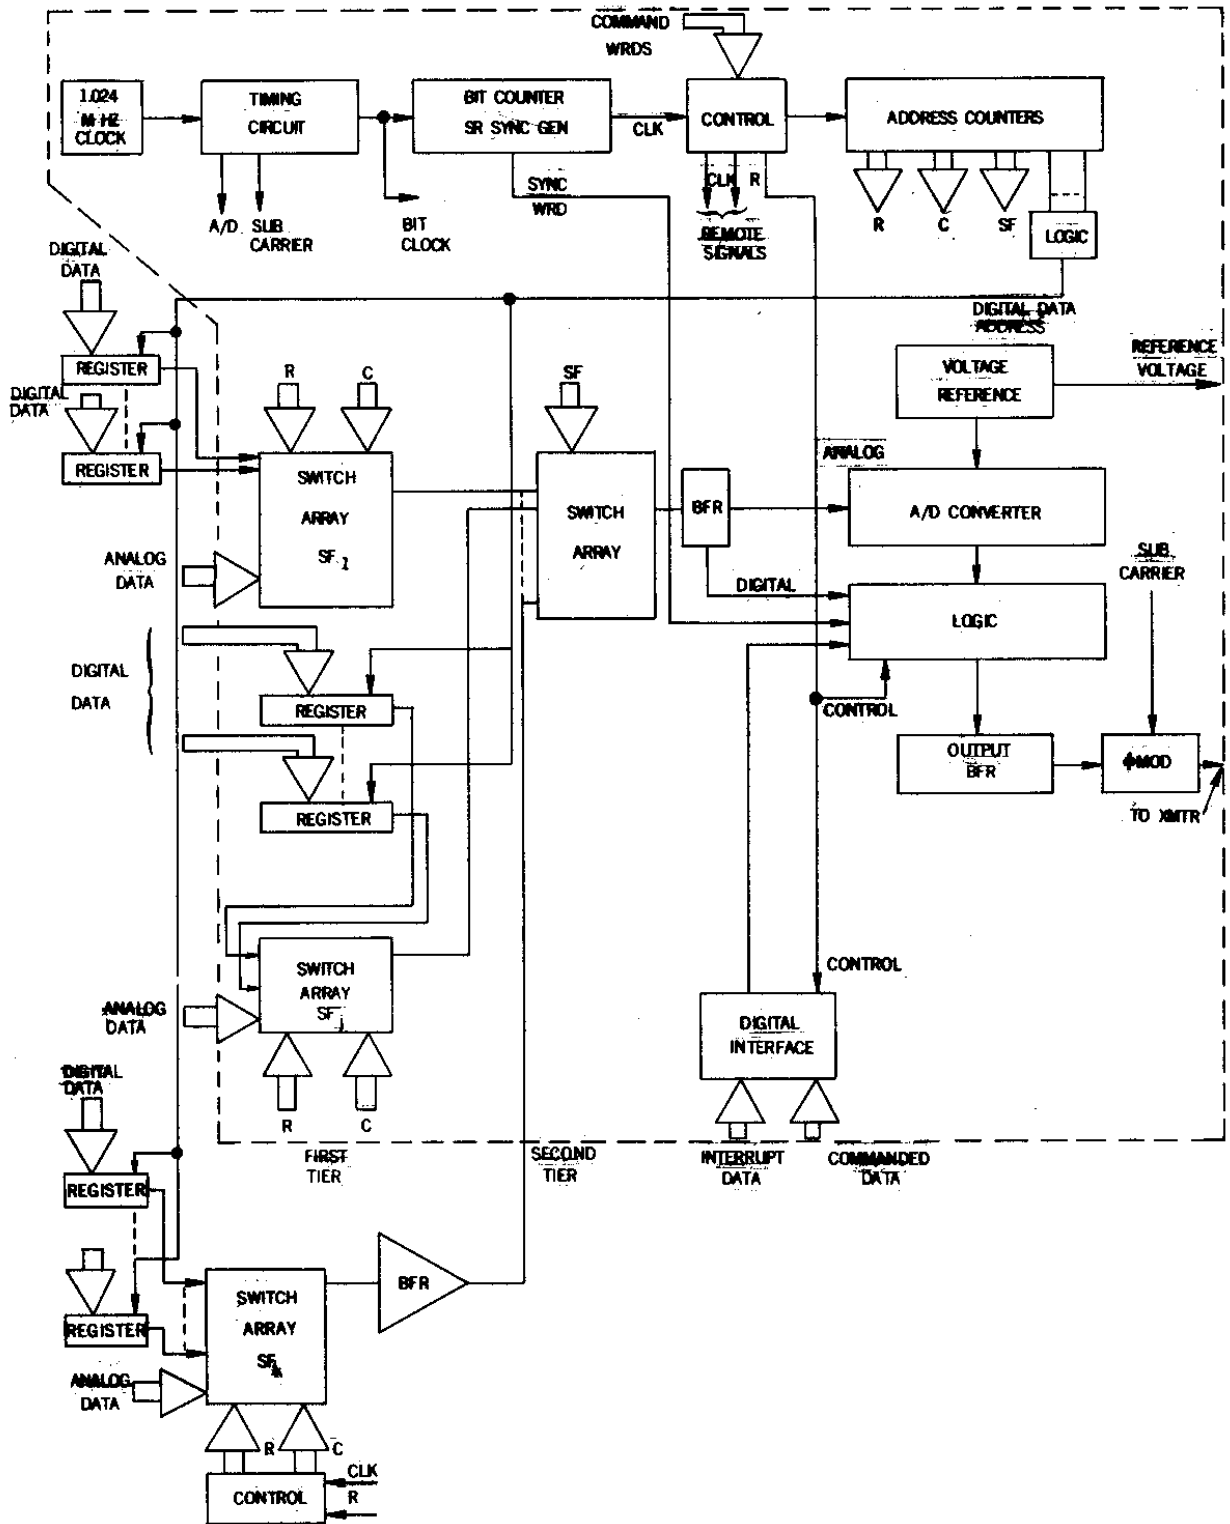 COMMAND
WRDS
1.024
MHZ
CLOCK
TIMING
CIRCUIT
BIT COUNTER
SR SYNC GEN
CLK
CONTROL
ADDRESS COUNTERS
A/D
SUB
CARRIER
BIT
CLOCK
SYNC
WRD
CLK
R
REMOTE
SIGNALS
R
C
SF
LOGIC
DIGITAL DATA
ADDRESS
DIGITAL
DATA
REGISTER
DIGITAL
DATA
REGISTER
R
C
SF
VOLTAGE
REFERENCE
REFERENCE
VOLTAGE
SWITCH
ARRAY
SF 1
SWITCH
ARRAY
BFR
ANALOG
A/D CONVERTER
ANALOG
DATA
DIGITAL
LOGIC
SUB
CARRIER
DIGITAL
DATA
REGISTER
REGISTER
CONTROL
OUTPUT
BFR
ϕMOD
TO XMTR
SWITCH
ARRAY
SF j
ANALOG
DATA
R
C
CONTROL
DIGITAL
INTERFACE
INTERRUPT
DATA
COMMANDED
DATA
FIRST
TIER
SECOND
TIER
DIGITAL
DATA
REGISTER
REGISTER
SWITCH
ARRAY
SF
BFR
ANALOG
DATA
R
C
CONTROL
CLK
R